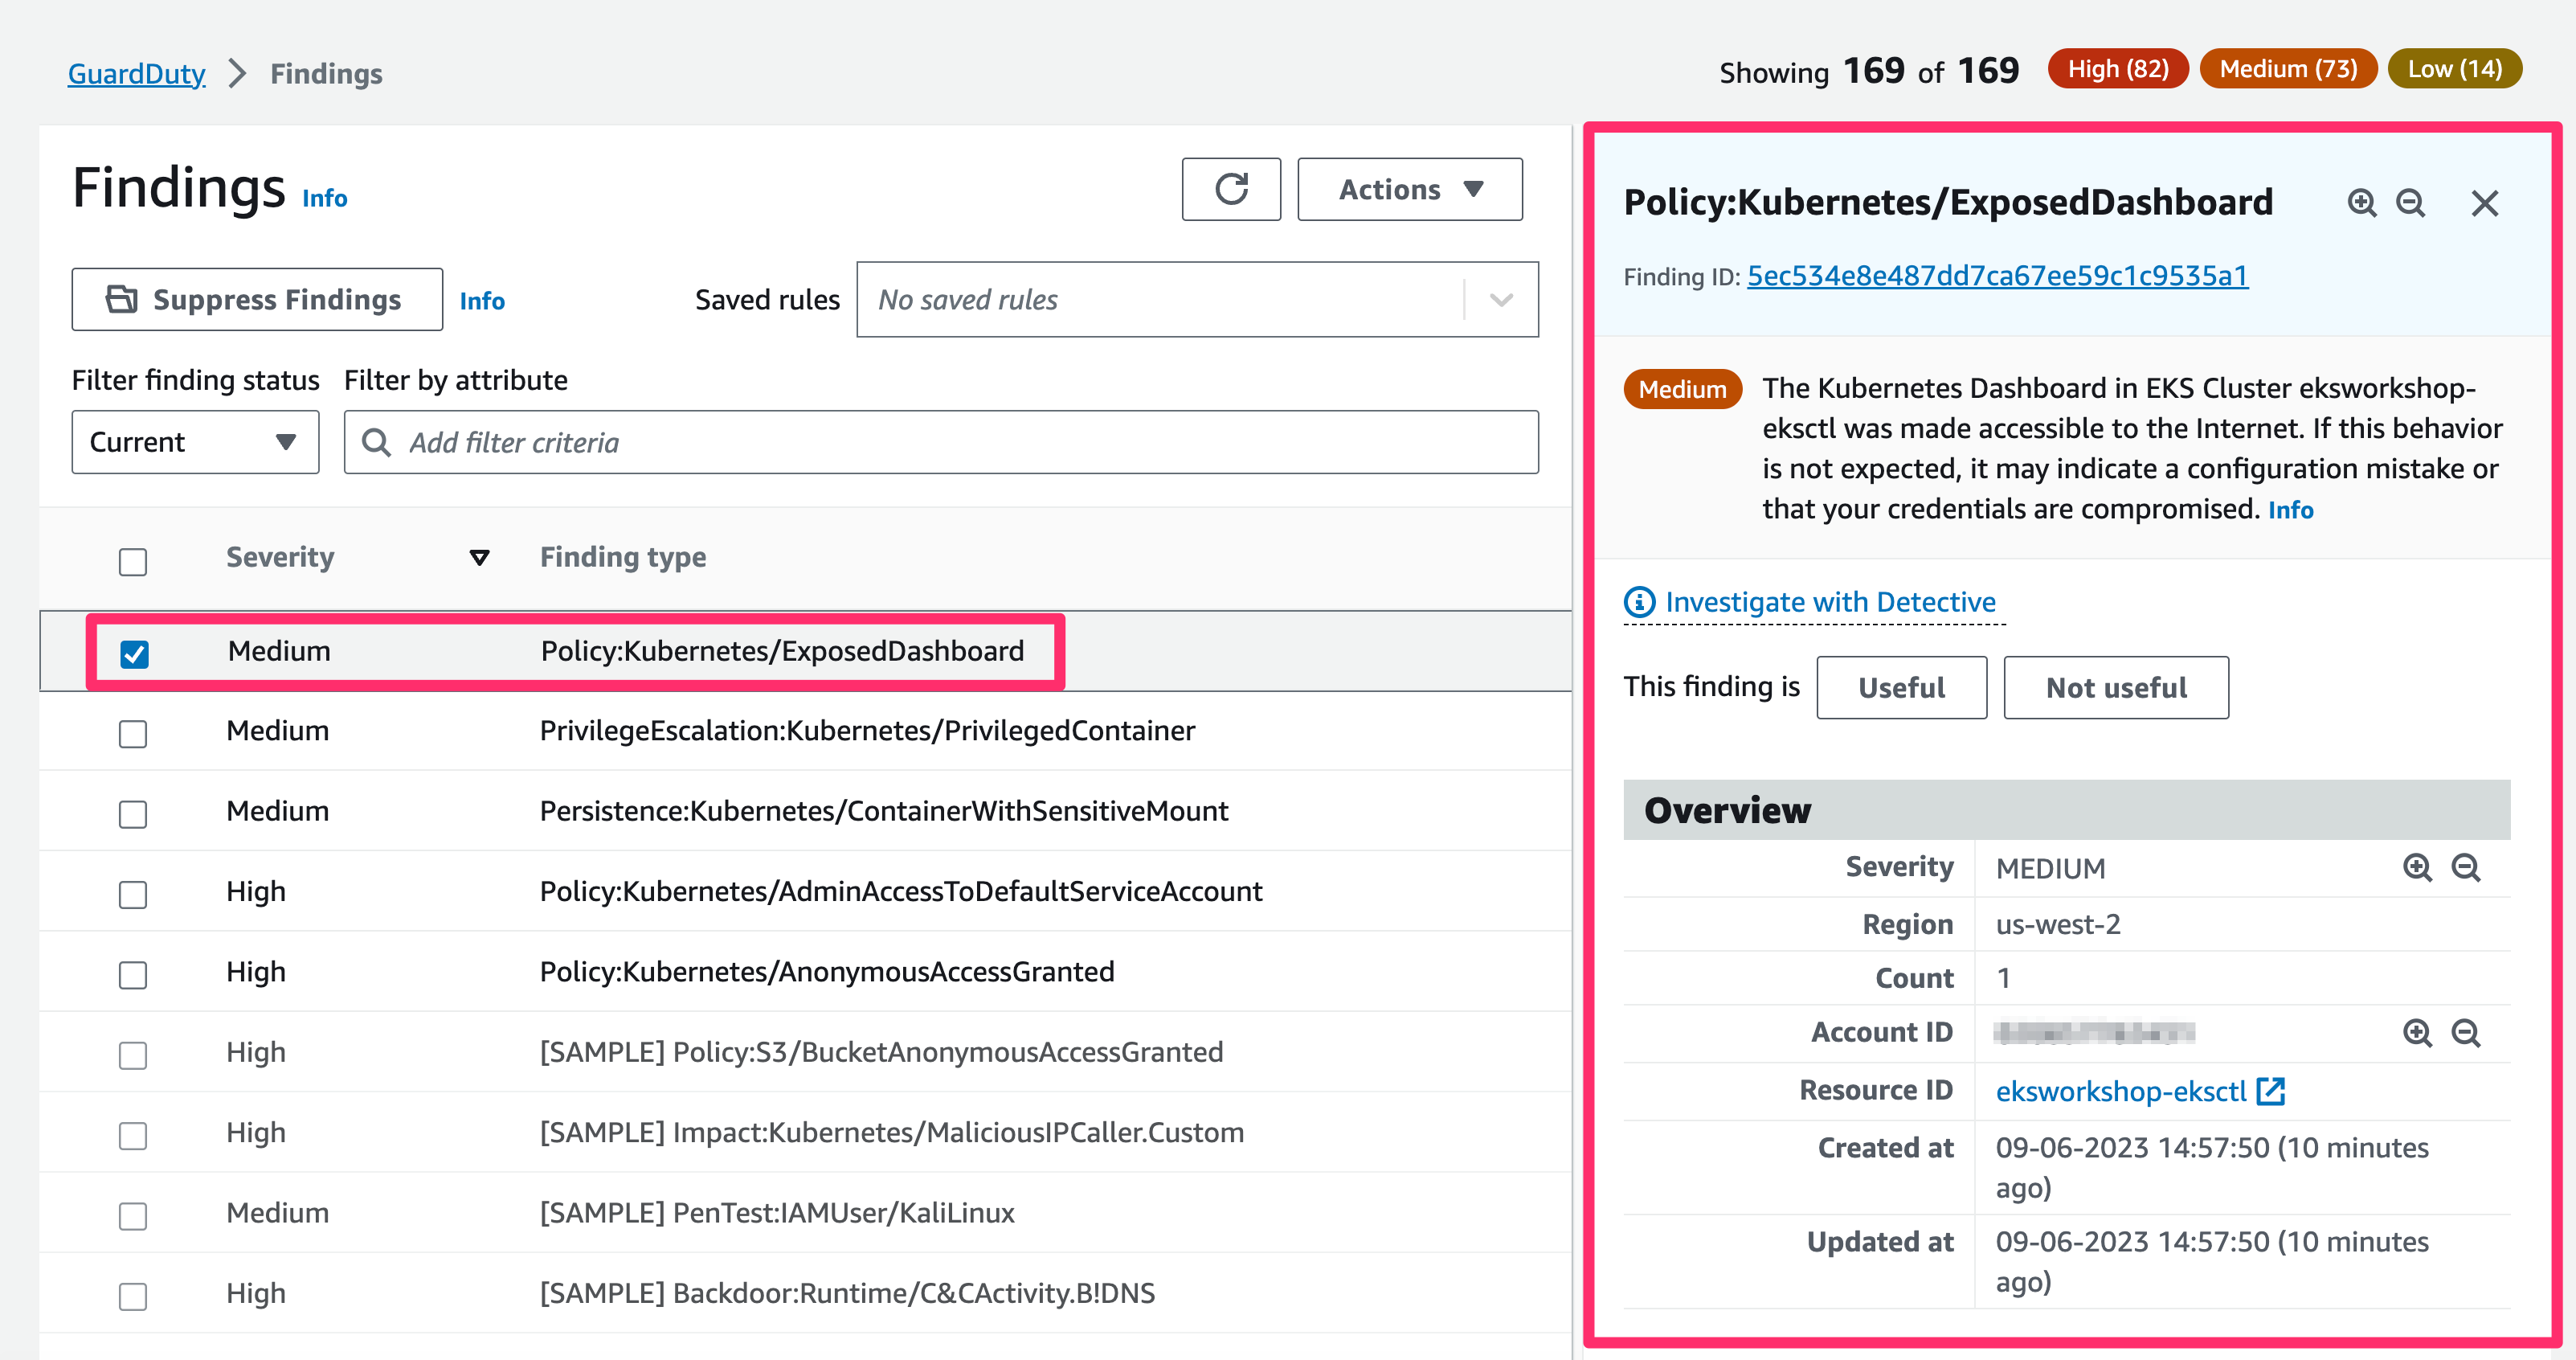 GuardDuty > Findings
Showing 169 of 169 High (82) Medium (73) Low (14)
Findings Info
Actions
Suppress Findings Info
Saved rules No saved rules
Filter finding status Filter by attribute
Current Add filter criteria
Severity Finding type
Medium Policy:Kubernetes/ExposedDashboard
Medium PrivilegeEscalation:Kubernetes/PrivilegedContainer
Medium Persistence:Kubernetes/ContainerWithSensitiveMount
High Policy:Kubernetes/AdminAccessToDefaultServiceAccount
High Policy:Kubernetes/AnonymousAccessGranted
High [SAMPLE] Policy:S3/BucketAnonymousAccessGranted
High [SAMPLE] Impact:Kubernetes/MaliciousIPCaller.Custom
Medium [SAMPLE] PenTest:IAMUser/KaliLinux
High [SAMPLE] Backdoor:Runtime/C&CActivity.B!DNS
Policy:Kubernetes/ExposedDashboard
Finding ID: 5ec534e8e487dd7ca67ee59c1c9535a1
Medium The Kubernetes Dashboard in EKS Cluster eksworkshop-
eksctl was made accessible to the Internet. If this behavior
is not expected, it may indicate a configuration mistake or
that your credentials are compromised. Info
Investigate with Detective
This finding is Useful Not useful
Overview
Severity MEDIUM
Region us-west-2
Count 1
Account ID
Resource ID eksworkshop-eksctl
Created at 09-06-2023 14:57:50 (10 minutes
ago)
Updated at 09-06-2023 14:57:50 (10 minutes
ago)